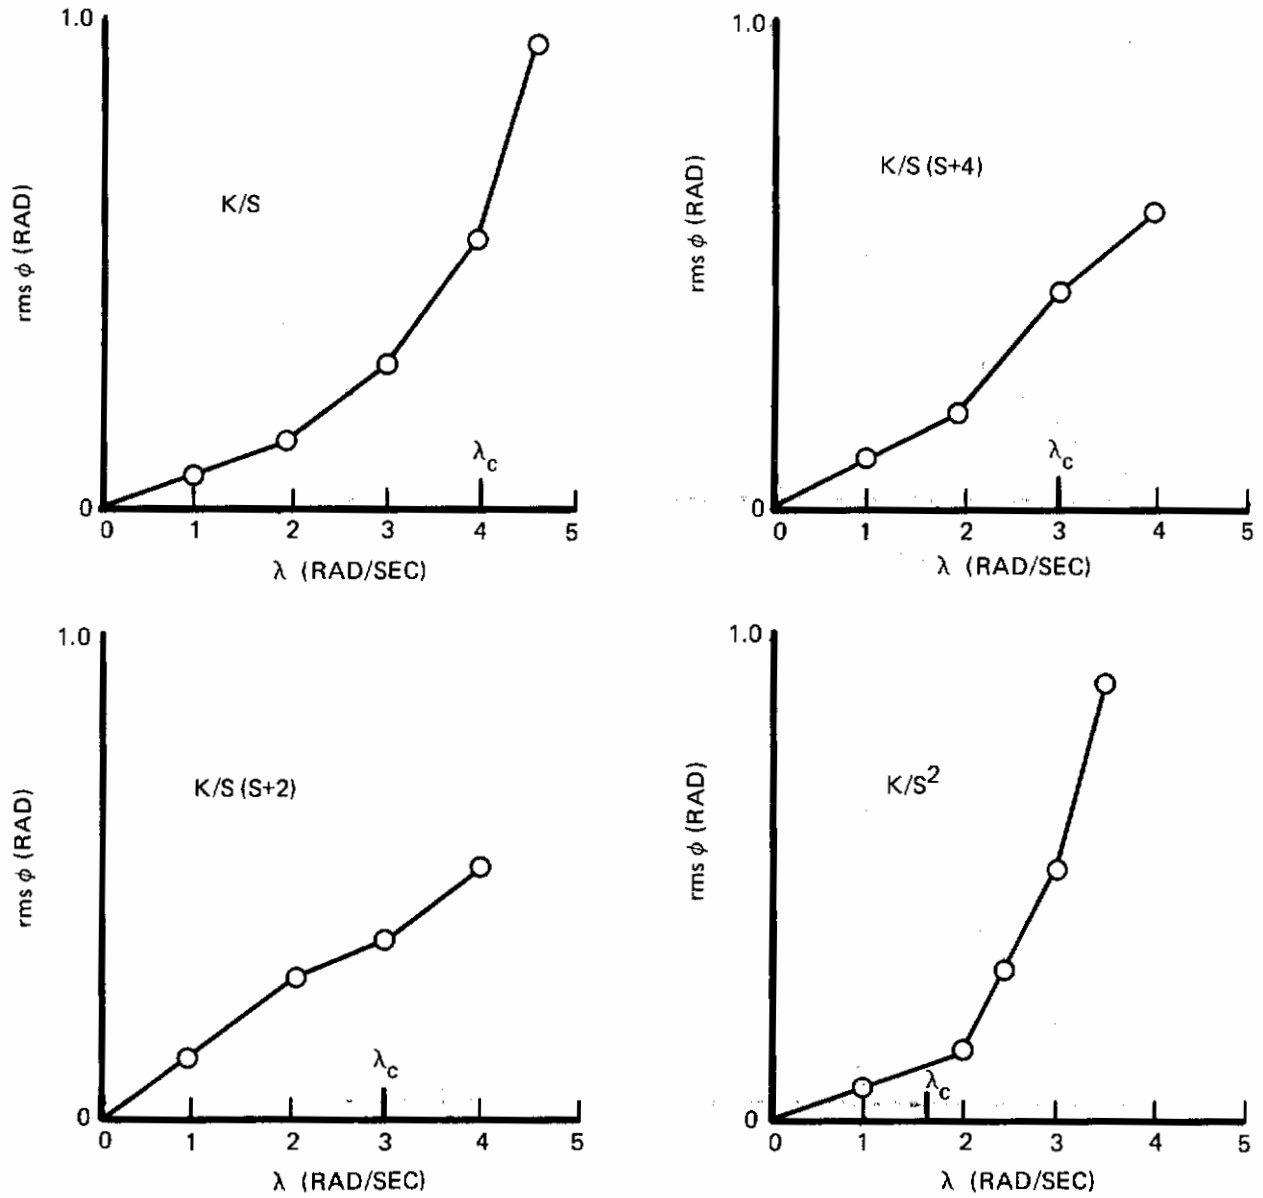 1.0
rms ϕ (RAD)
K/S
λc
0
0 1 2 3 4 5
λ (RAD/SEC)
1.0
rms ϕ (RAD)
K/S (S+4)
λc
0
0 1 2 3 4 5
λ (RAD/SEC)
1.0
rms ϕ (RAD)
K/S (S+2)
λc
0
0 1 2 3 4 5
λ (RAD/SEC)
1.0
rms ϕ (RAD)
K/S²
λc
0
0 1 2 3 4 5
λ (RAD/SEC)